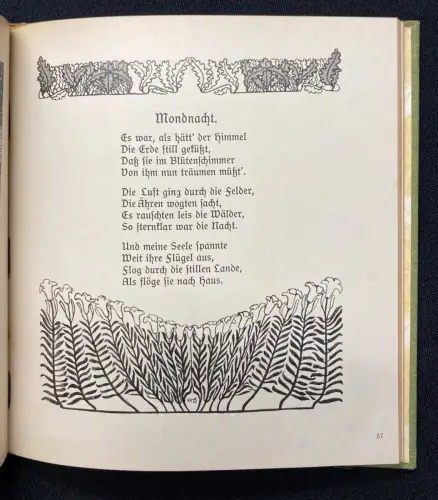 Mondnacht.
Es war, als hätt' der Himmel
Die Erde still geküßt,
Daß sie im Blütenschimmer
Von ihm nun träumen müßt'.
Die Luft ging durch die Felder,
Die Ähren wogten sacht,
Es rauschten leis die Wälder,
So sternklar war die Nacht.
Und meine Seele spannte
Weit ihre Flügel aus,
Flog durch die stillen Lande,
Als flöge sie nach Haus.
57